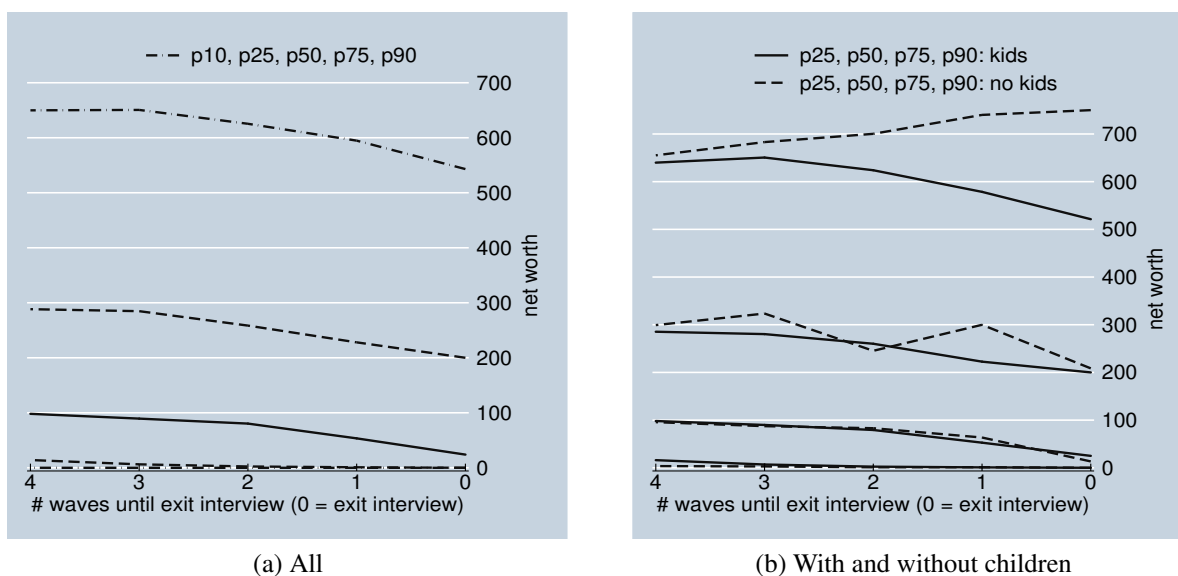 p10, p25, p50, p75, p90
700
600
500
400
300
200
100
0
net worth
4 3 2 1 0
# waves until exit interview (0 = exit interview)
(a) All
p25, p50, p75, p90: kids
p25, p50, p75, p90: no kids
700
600
500
400
300
200
100
0
net worth
4 3 2 1 0
# waves until exit interview (0 = exit interview)
(b) With and without children